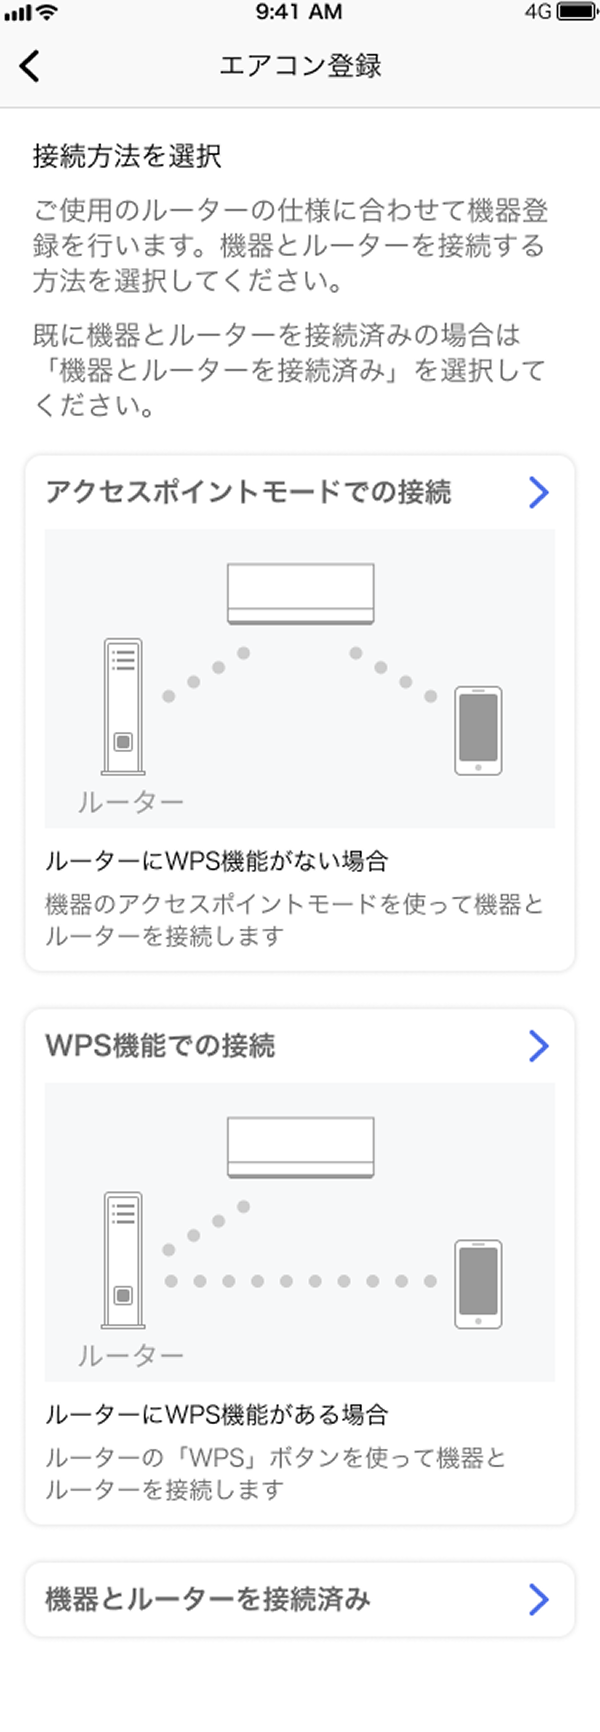 9:41 AM 4G
エアコン登録
接続方法を選択
ご使用のルーターの仕様に合わせて機器登
録を行います。機器とルーターを接続する
方法を選択してください。
既に機器とルーターを接続済みの場合は
「機器とルーターを接続済み」を選択して
ください。
アクセスポイントモードでの接続
ルーター
ルーターにWPS機能がない場合
機器のアクセスポイントモードを使って機器と
ルーターを接続します
WPS機能での接続
ルーター
ルーターにWPS機能がある場合
ルーターの「WPS」ボタンを使って機器と
ルーターを接続します
機器とルーターを接続済み